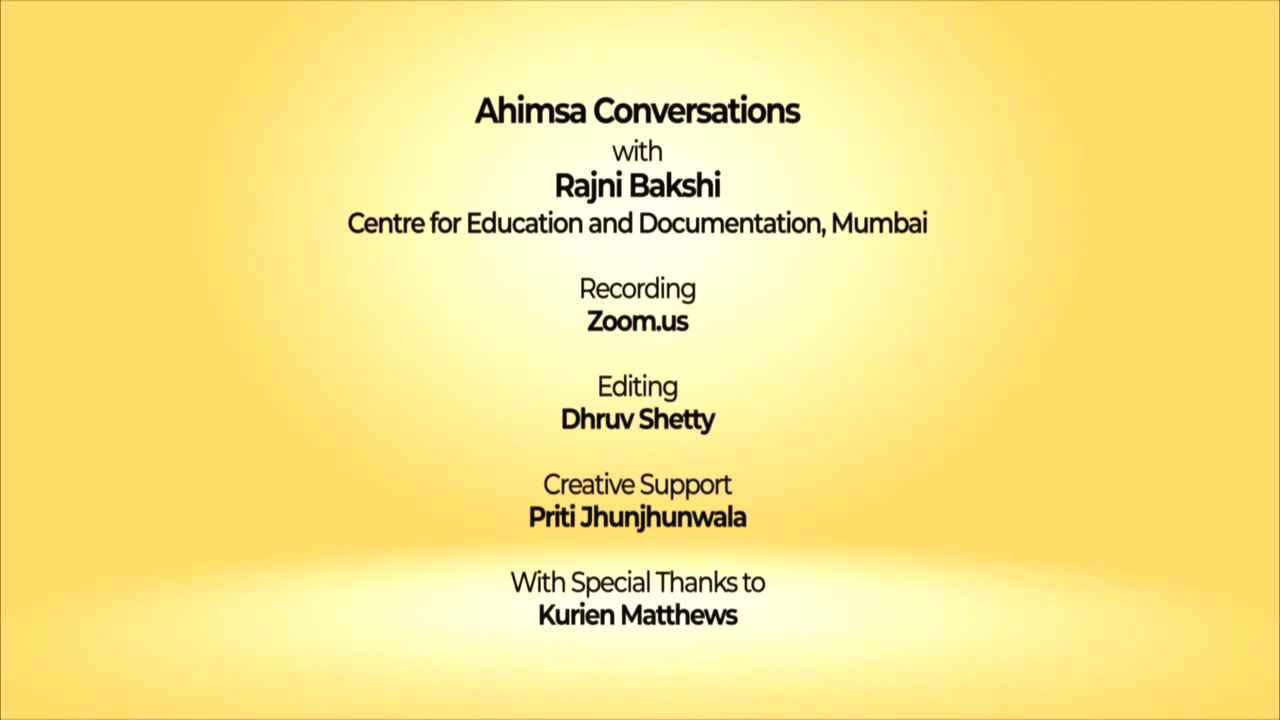 Ahimsa Conversations
with
Rajni Bakshi
Centre for Education and Documentation, Mumbai
Recording
Zoom.us
Editing
Dhruv Shetty
Creative Support
Priti Jhunjhunwala
With Special Thanks to
Kurien Matthews